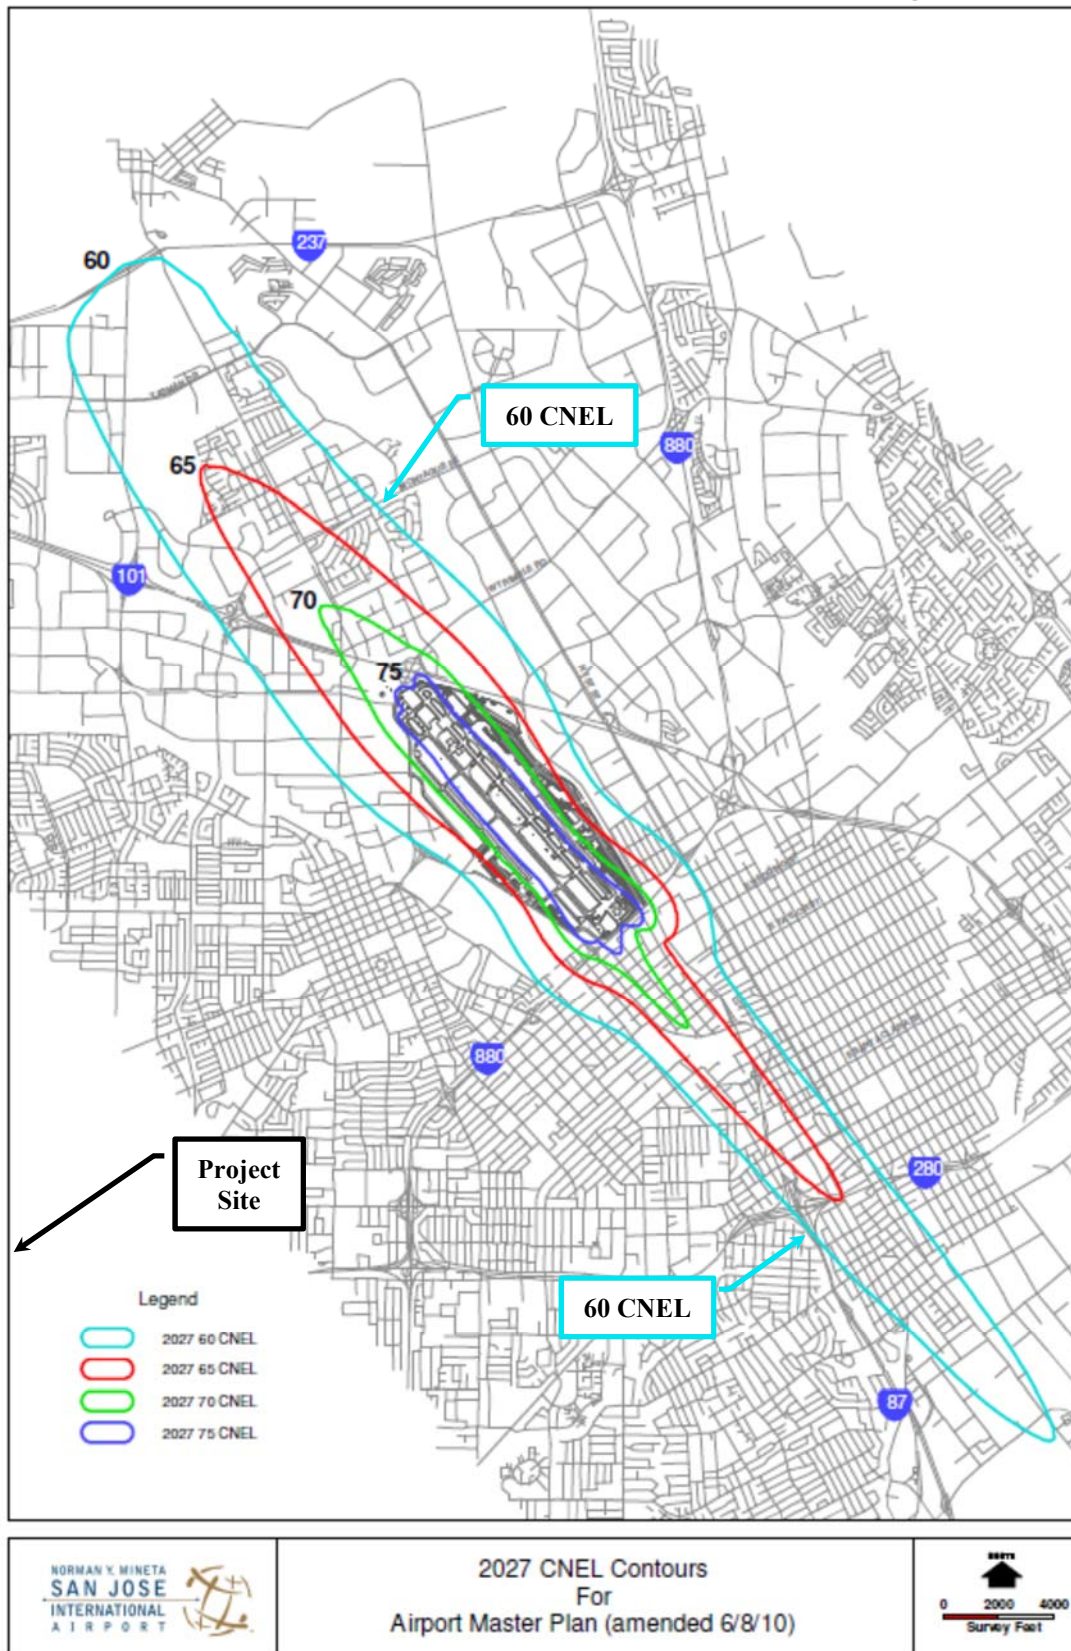 237
60
60 CNEL
880
65
101
70
75
880
280
Project
Site
60 CNEL
Legend
2027 60 CNEL
2027 65 CNEL
2027 70 CNEL
2027 75 CNEL
87
NORMAN Y. MINETA
SAN JOSE
INTERNATIONAL
AIRPORT
2027 CNEL Contours
For
Airport Master Plan (amended 6/8/10)
NORTH
0 2000 4000
Survey Feet